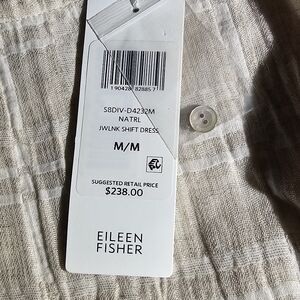 1 90428 82885 7
S8DIV-D4232M
NATRL
JWLNK SHIFT DRESS
M/M
SUGGESTED RETAIL PRICE
$238.00
EILEEN
FISHER